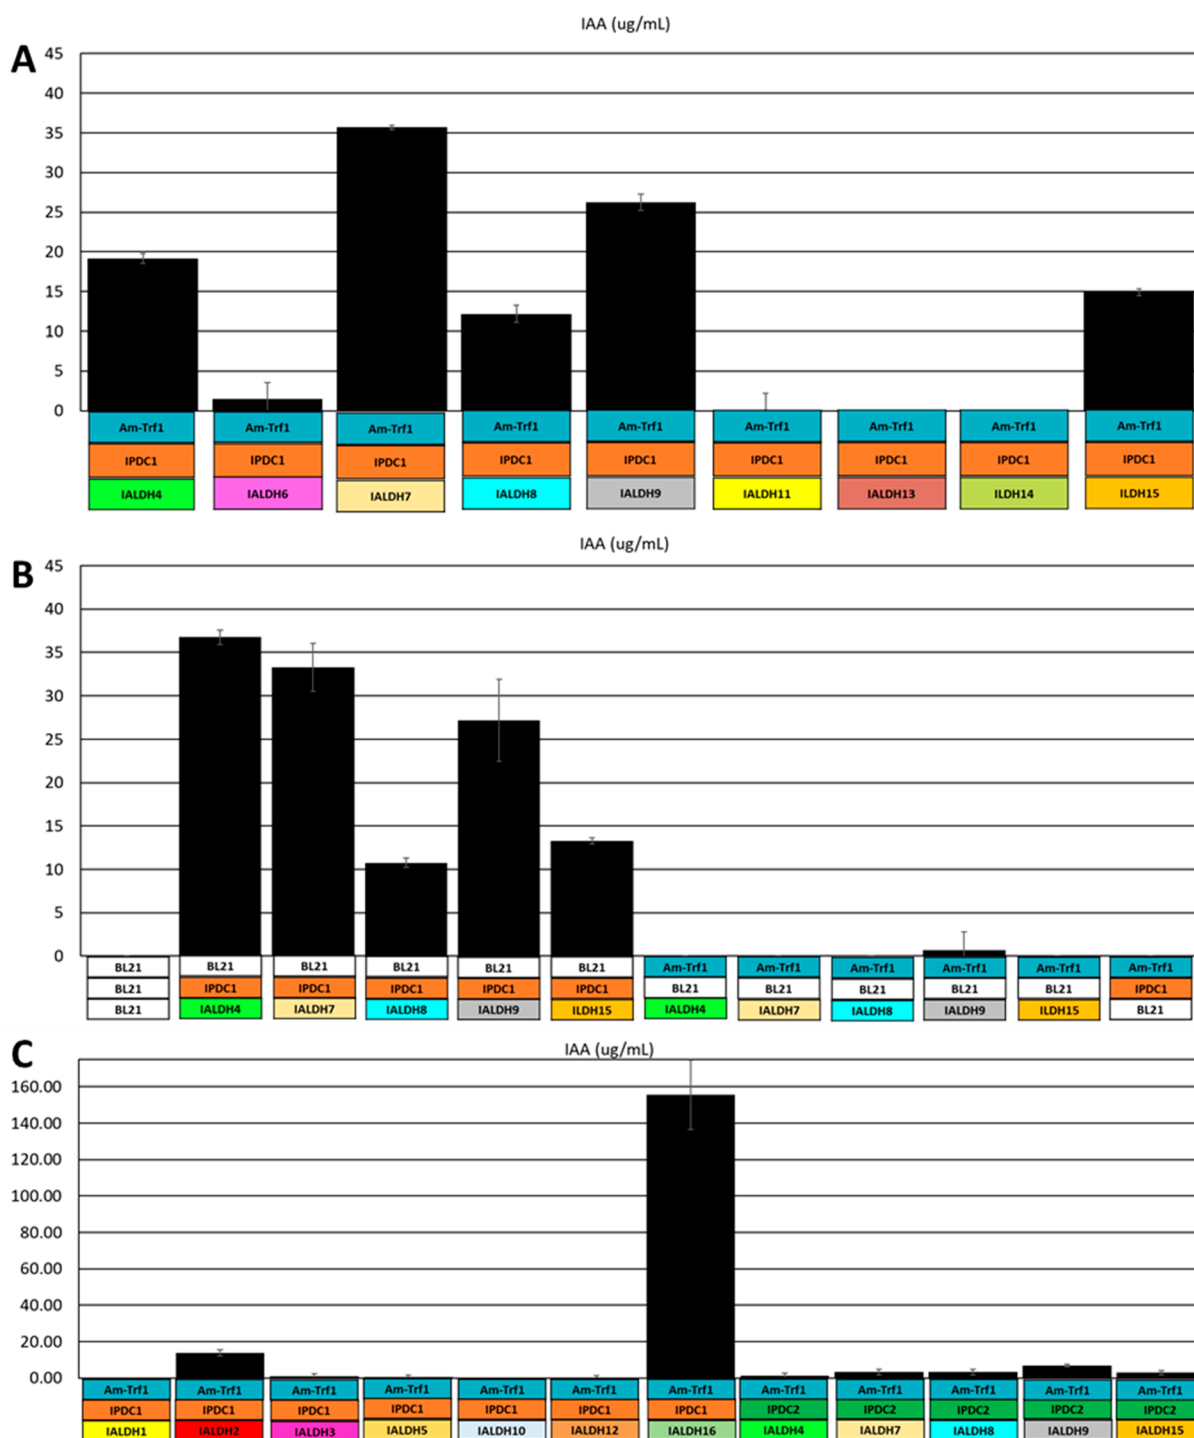 IAA (ug/mL)
A
45
40
35
30
25
20
15
10
5
0
Am-Trf1 Am-Trf1 Am-Trf1 Am-Trf1 Am-Trf1 Am-Trf1 Am-Trf1 Am-Trf1 Am-Trf1
IPDC1 IPDC1 IPDC1 IPDC1 IPDC1 IPDC1 IPDC1 IPDC1 IPDC1
IALDH4 IALDH6 IALDH7 IALDH8 IALDH9 IALDH11 IALDH13 ILDH14 ILDH15
IAA (ug/mL)
B
45
40
35
30
25
20
15
10
5
0
BL21 BL21 BL21 BL21 BL21 BL21 Am-Trf1 Am-Trf1 Am-Trf1 Am-Trf1 Am-Trf1 Am-Trf1
BL21 IPDC1 IPDC1 IPDC1 IPDC1 IPDC1 BL21 BL21 BL21 BL21 BL21 IPDC1
BL21 IALDH4 IALDH7 IALDH8 IALDH9 ILDH15 IALDH4 IALDH7 IALDH8 IALDH9 ILDH15 BL21
IAA (ug/mL)
C
160.00
140.00
120.00
100.00
80.00
60.00
40.00
20.00
0.00
Am-Trf1 Am-Trf1 Am-Trf1 Am-Trf1 Am-Trf1 Am-Trf1 Am-Trf1 Am-Trf1 Am-Trf1 Am-Trf1 Am-Trf1 Am-Trf1
IPDC1 IPDC1 IPDC1 IPDC1 IPDC1 IPDC1 IPDC1 IPDC2 IPDC2 IPDC2 IPDC2 IPDC2
IALDH1 IALDH2 IALDH3 IALDH5 IALDH10 IALDH12 IALDH16 IALDH4 IALDH7 IALDH8 IALDH9 IALDH15